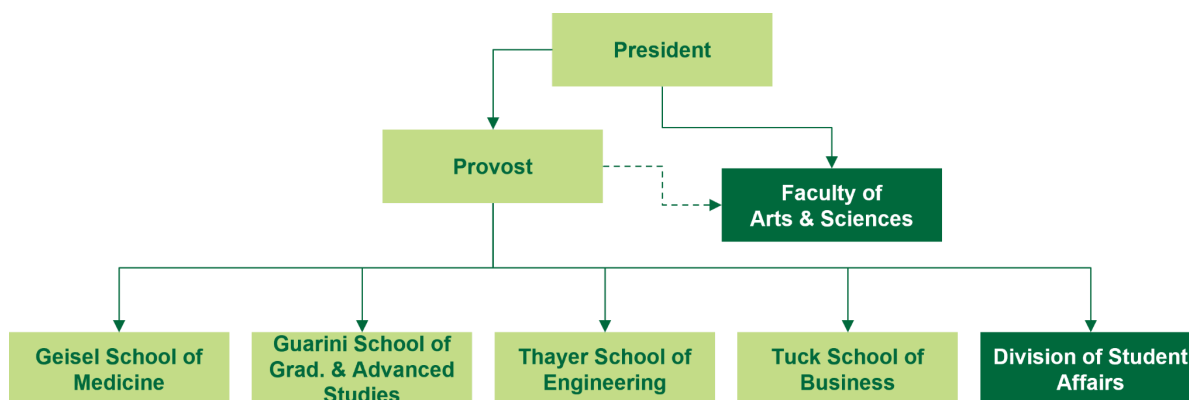 President
Provost
Faculty of
Arts & Sciences
Geisel School of
Medicine
Guarini School of
Grad. & Advanced
Studies
Thayer School of
Engineering
Tuck School of
Business
Division of Student
Affairs